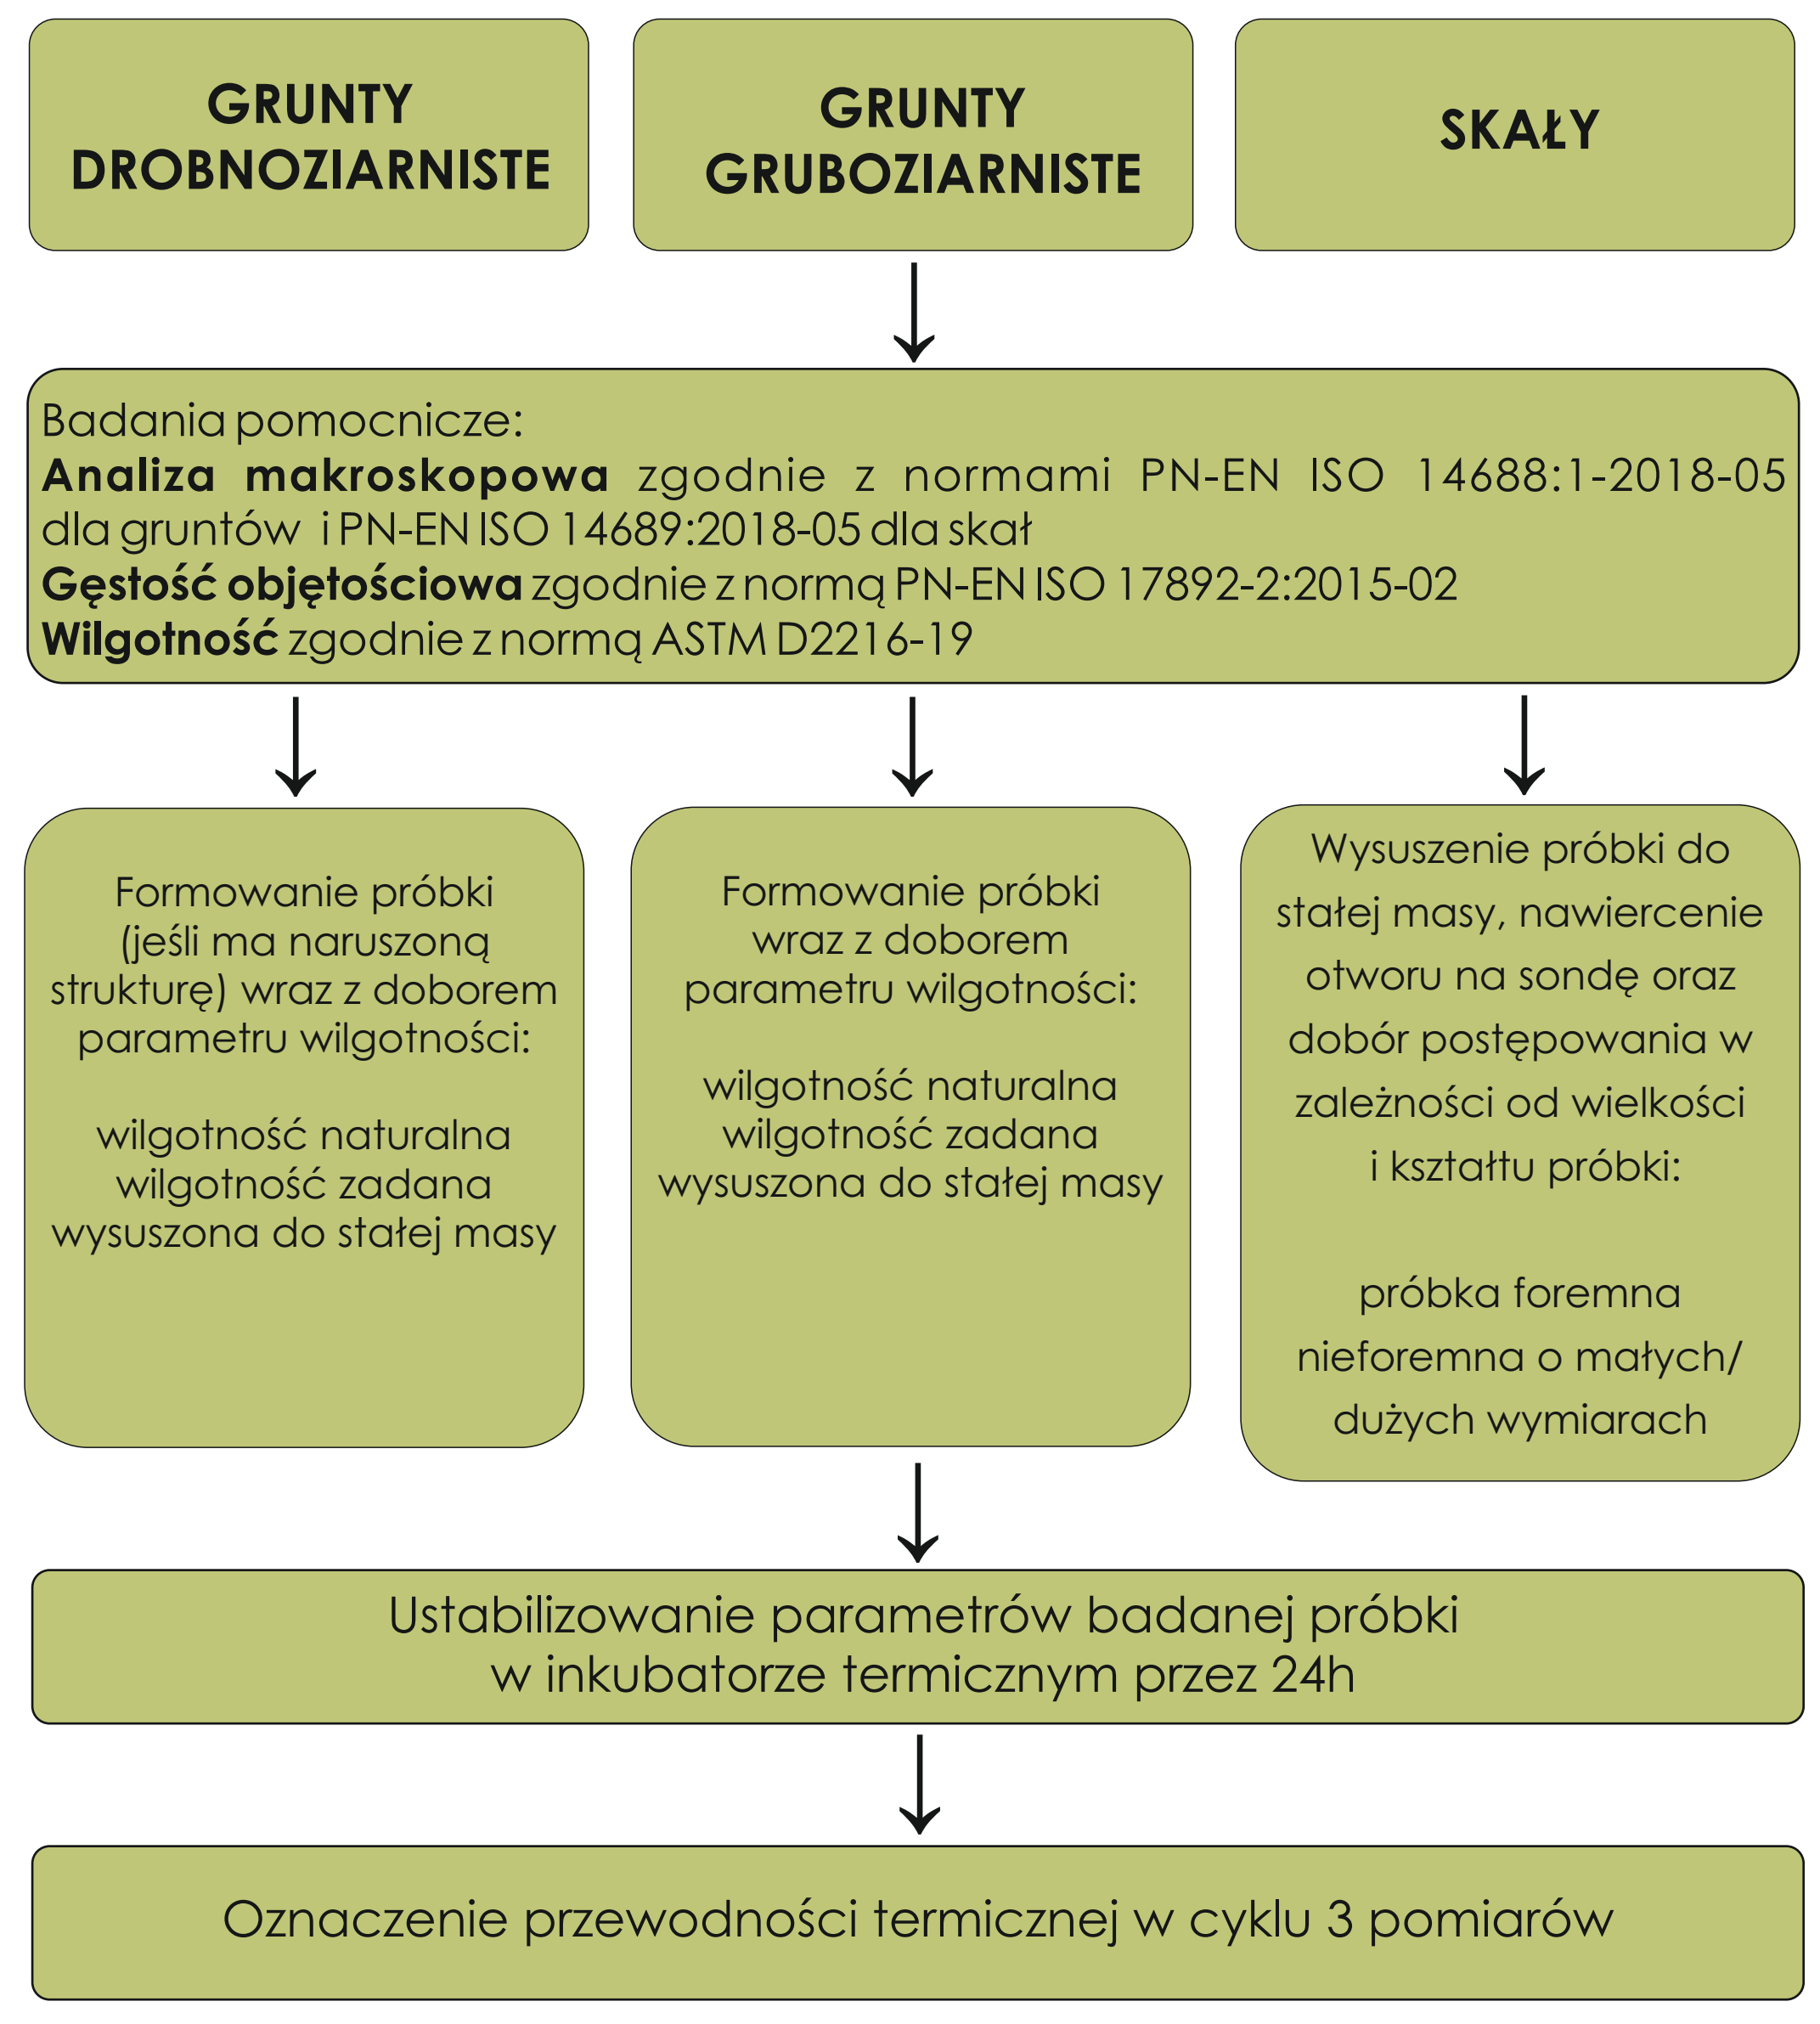 GRUNTY
DROBNOZIARNISTE
GRUNTY
GRUBOZIARNISTE
SKAŁY
Badania pomocnicze:
Analiza makroskopowa zgodnie z normami PN-EN ISO 14688:1-2018-05
dla gruntów i PN-EN ISO 14689:2018-05 dla skał
Gęstość objętościowa zgodnie z normą PN-EN ISO 17892-2:2015-02
Wilgotność zgodnie z normą ASTM D2216-19
Formowanie próbki
(jeśli ma naruszoną
strukturę) wraz z doborem
parametru wilgotności:
wilgotność naturalna
wilgotność zadana
wysuszona do stałej masy
Formowanie próbki
wraz z doborem
parametru wilgotności:
wilgotność naturalna
wilgotność zadana
wysuszona do stałej masy
Wysuszenie próbki do
stałej masy, nawiercenie
otworu na sondę oraz
dobór postępowania w
zależności od wielkości
i kształtu próbki:
próbka foremna
nieforemna o małych/
dużych wymiarach
Ustabilizowanie parametrów badanej próbki
w inkubatorze termicznym przez 24h
Oznaczenie przewodności termicznej w cyklu 3 pomiarów